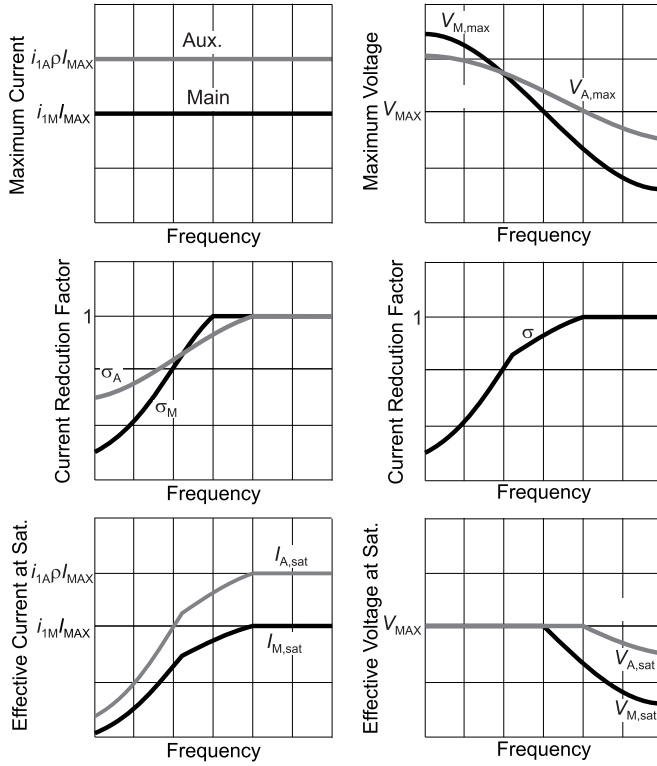 Maximum Current
i1AρIMAX
Aux.
i1MIMAX
Main
Frequency
Maximum Voltage
VM,max
VA,max
VMAX
Frequency
Current Redcution Factor
1
σA
σM
Frequency
Current Redcution Factor
1
σ
Frequency
Effective Current at Sat.
i1AρIMAX
IA,sat
i1MIMAX
IM,sat
Frequency
Effective Voltage at Sat.
VMAX
VA,sat
VM,sat
Frequency